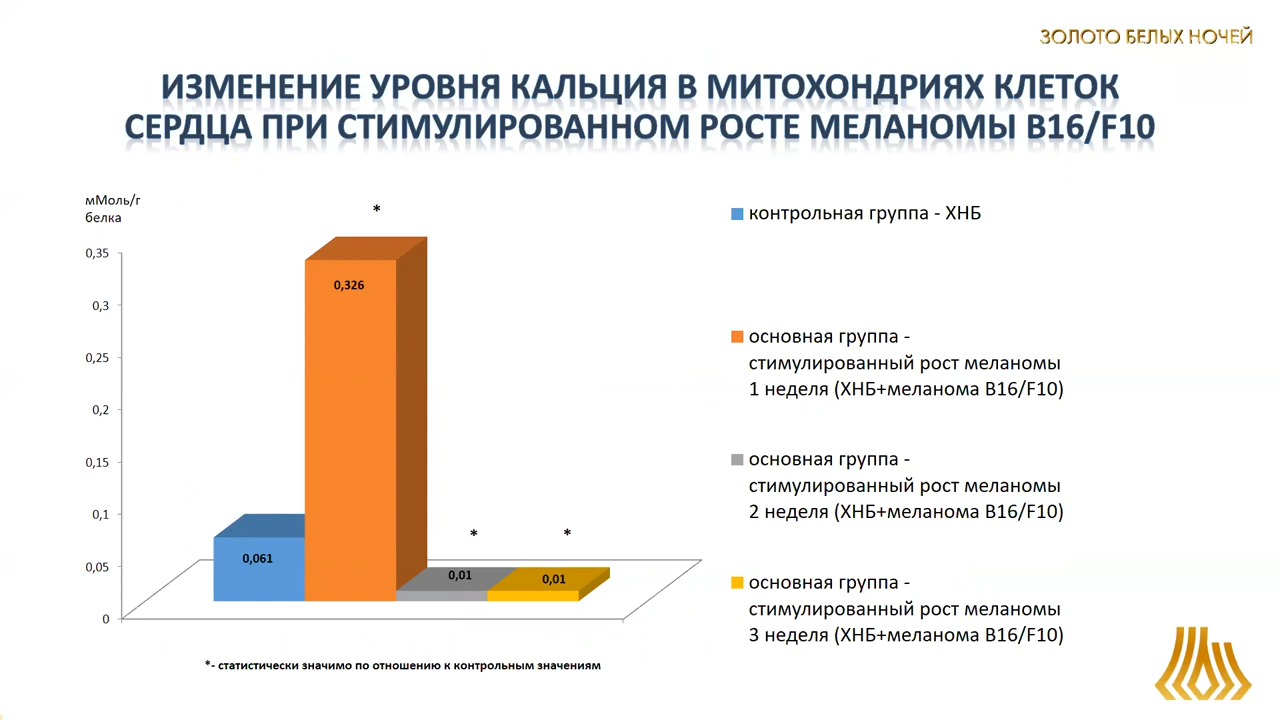 ЗОЛОТО БЕЛЫХ НОЧЕЙ
ИЗМЕНЕНИЕ УРОВНЯ КАЛЬЦИЯ В МИТОХОНДРИЯХ КЛЕТОК
СЕРДЦА ПРИ СТИМУЛИРОВАННОМ РОСТЕ МЕЛАНОМЫ B16/F10
мМоль/г
белка
*
0,35
0,326
0,3
0,25
0,2
0,15
0,1
*
*
0,061
0,05
0,01
0,01
0
контрольная группа - ХНБ
основная группа -
стимулированный рост меланомы
1 неделя (ХНБ+меланома B16/F10)
основная группа -
стимулированный рост меланомы
2 неделя (ХНБ+меланома B16/F10)
основная группа -
стимулированный рост меланомы
3 неделя (ХНБ+меланома B16/F10)
*- статистически значимо по отношению к контрольным значениям